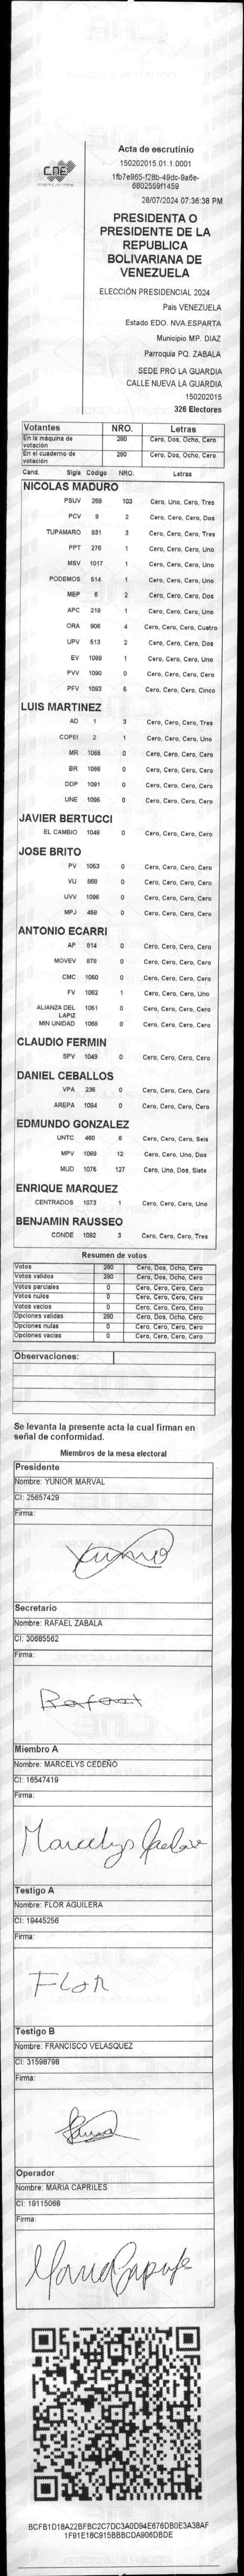 CNE
Acta de escrutinio
150202015.01.1.0001
1fb7e965-f28b-49dc-9a6e-
6802559f1459
28/07/2024 07:36:38 PM
PRESIDENTA O
PRESIDENTE DE LA
REPUBLICA
BOLIVARIANA DE
VENEZUELA
ELECCIÓN PRESIDENCIAL 2024
Pais VENEZUELA
Estado EDO. NVA.ESPARTA
Municipio MP. DIAZ
Parroquia PQ. ZABALA
SEDE PRO LA GUARDIA
CALLE NUEVA LA GUARDIA
150202015
326 Electores
Votantes NRO. Letras
En la máquina de votación 280 Cero, Dos, Ocho, Cero
En el cuaderno de votación 280 Cero, Dos, Ocho, Cero
Cand. Sigla Código NRO. Letras
NICOLAS MADURO
PSUV 269 103 Cero, Uno, Cero, Tres
PCV 9 2 Cero, Cero, Cero, Dos
TUPAMARO 931 3 Cero, Cero, Cero, Tres
PPT 276 1 Cero, Cero, Cero, Uno
MSV 1017 1 Cero, Cero, Cero, Uno
PODEMOS 514 1 Cero, Cero, Cero, Uno
MEP 6 2 Cero, Cero, Cero, Dos
APC 219 1 Cero, Cero, Cero, Uno
ORA 906 4 Cero, Cero, Cero, Cuatro
UPV 513 2 Cero, Cero, Cero, Dos
EV 1089 1 Cero, Cero, Cero, Uno
PVV 1090 0 Cero, Cero, Cero, Cero
PFV 1093 5 Cero, Cero, Cero, Cinco
LUIS MARTINEZ
AD 1 3 Cero, Cero, Cero, Tres
COPEI 2 1 Cero, Cero, Cero, Uno
MR 1065 0 Cero, Cero, Cero, Cero
BR 1066 0 Cero, Cero, Cero, Cero
DDP 1091 0 Cero, Cero, Cero, Cero
UNE 1095 0 Cero, Cero, Cero, Cero
JAVIER BERTUCCI
EL CAMBIO 1048 0 Cero, Cero, Cero, Cero
JOSE BRITO
PV 1063 0 Cero, Cero, Cero, Cero
VU 868 0 Cero, Cero, Cero, Cero
UVV 1096 0 Cero, Cero, Cero, Cero
MPJ 459 0 Cero, Cero, Cero, Cero
ANTONIO ECARRI
AP 814 0 Cero, Cero, Cero, Cero
MOVEV 878 0 Cero, Cero, Cero, Cero
CMC 1050 0 Cero, Cero, Cero, Cero
FV 1062 1 Cero, Cero, Cero, Uno
ALIANZA DEL LAPIZ 1051 0 Cero, Cero, Cero, Cero
MIN UNIDAD 1068 0 Cero, Cero, Cero, Cero
CLAUDIO FERMIN
SPV 1049 0 Cero, Cero, Cero, Cero
DANIEL CEBALLOS
VPA 236 0 Cero, Cero, Cero, Cero
AREPA 1094 0 Cero, Cero, Cero, Cero
EDMUNDO GONZALEZ
UNTC 460 6 Cero, Cero, Cero, Seis
MPV 1069 12 Cero, Cero, Uno, Dos
MUD 1075 127 Cero, Uno, Dos, Siete
ENRIQUE MARQUEZ
CENTRADOS 1073 1 Cero, Cero, Cero, Uno
BENJAMIN RAUSSEO
CONDE 1092 3 Cero, Cero, Cero, Tres
Resumen de votos
Votos 280 Cero, Dos, Ocho, Cero
Votos validos 280 Cero, Dos, Ocho, Cero
Votos parciales 0 Cero, Cero, Cero, Cero
Votos nulos 0 Cero, Cero, Cero, Cero
Votos vacios 0 Cero, Cero, Cero, Cero
Opciones validas 280 Cero, Dos, Ocho, Cero
Opciones nulas 0 Cero, Cero, Cero, Cero
Opciones vacias 0 Cero, Cero, Cero, Cero
Observaciones:
Se levanta la presente acta la cual firman en
señal de conformidad.
Miembros de la mesa electoral
Presidente
Nombre: YUNIOR MARVAL
CI: 25657429
Firma:
Secretario
Nombre: RAFAEL ZABALA
CI: 30685562
Firma:
Rafael
Miembro A
Nombre: MARCELYS CEDEÑO
CI: 16547419
Firma:
Marcelys
Testigo A
Nombre: FLOR AGUILERA
CI: 19445256
Firma:
FLOR
Testigo B
Nombre: FRANCISCO VELASQUEZ
CI: 31598798
Firma:
Operador
Nombre: MARIA CAPRILES
CI: 19115068
Firma:
BCFB1D18A22BFBC2C7DC3A0D94E676DB0E3A38AF
1F91E18C915BBBCDA906DBDE